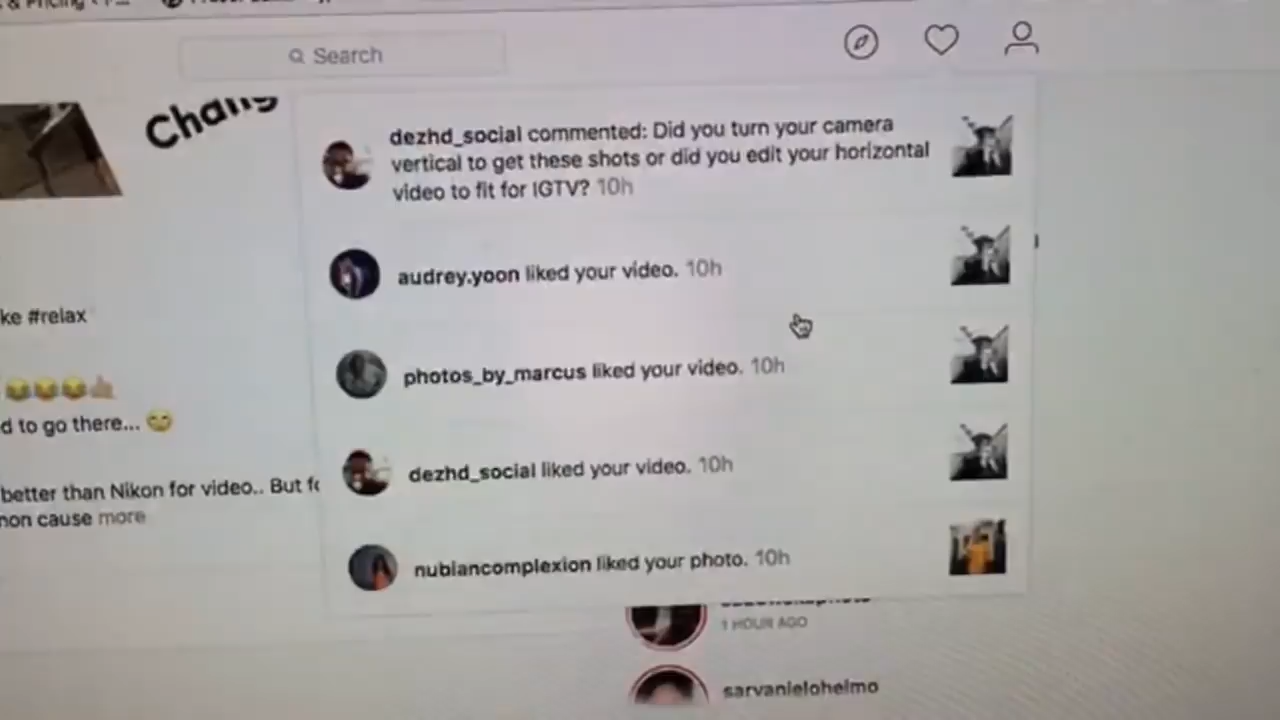 & Pricing
Search
Chang
dezhd_social commented: Did you turn your camera
vertical to get these shots or did you edit your horizontal
video to fit for IGTV? 10h
audrey.yoon liked your video. 10h
ke #relax
photos_by_marcus liked your video. 10h
d to go there...
dezhd_social liked your video. 10h
better than Nikon for video.. But fo
non cause more
nubiancomplexion liked your photo. 10h
1 HOUR AGO
sarvanielohelmo